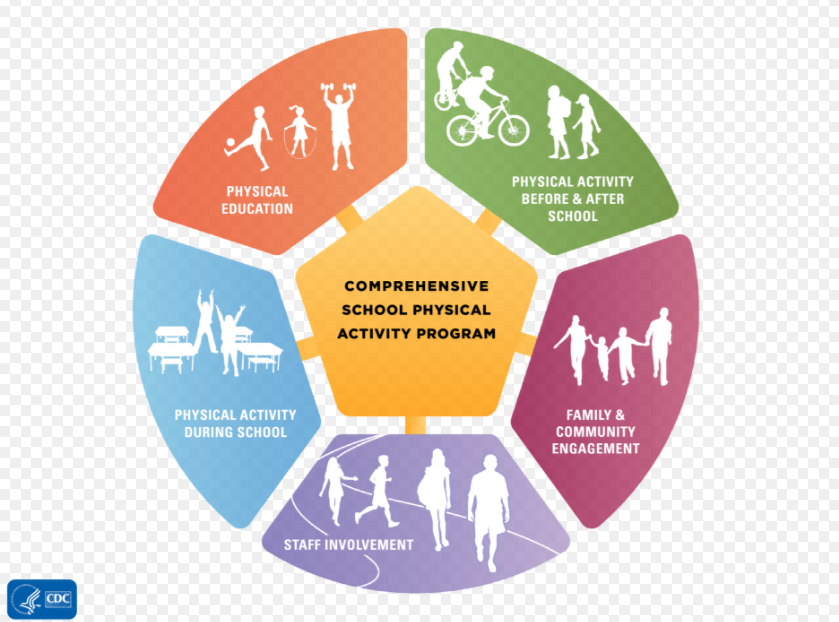 PHYSICAL
EDUCATION
PHYSICAL ACTIVITY
BEFORE & AFTER
SCHOOL
COMPREHENSIVE
SCHOOL PHYSICAL
ACTIVITY PROGRAM
PHYSICAL ACTIVITY
DURING SCHOOL
FAMILY &
COMMUNITY
ENGAGEMENT
STAFF INVOLVEMENT
CDC